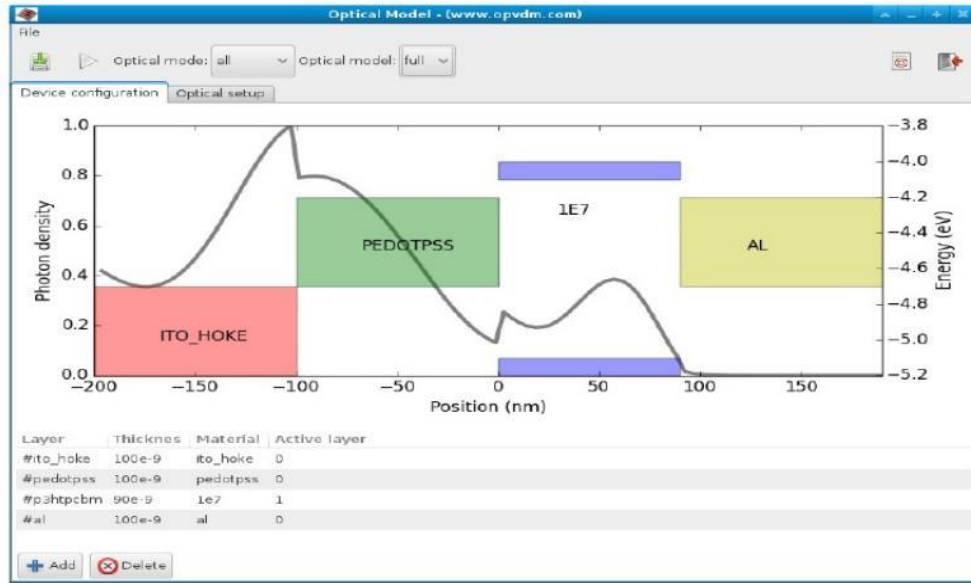 Optical Model - (www.opvdm.com)
File
Optical mode: all Optical model: full
Device configuration Optical setup
1.0 −3.8
0.8 −4.0
0.6 −4.2
0.4 −4.4
0.2 −4.6
0.0 −4.8
−5.0
−5.2
Photon density
Energy (eV)
1E7
PEDOTPSS
AL
ITO_HOKE
−200 −150 −100 −50 0 50 100 150
Position (nm)
Layer Thicknes Material Active layer
#ito_hoke 100e-9 ito_hoke 0
#pedotpss 100e-9 pedotpss 0
#p3htpcbm 90e-9 1e7 1
#al 100e-9 al 0
Add Delete